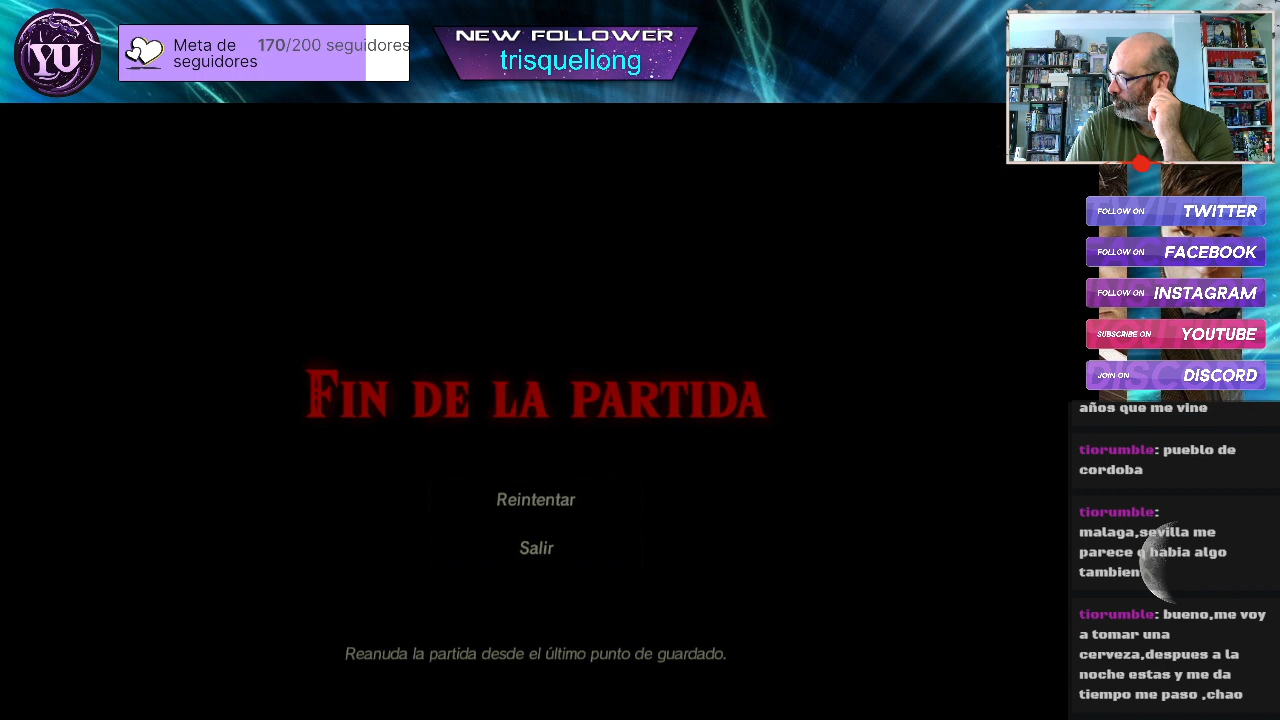 YU
Meta de seguidores
170/200 seguidores
NEW FOLLOWER
trisqueliong
FOLLOW ON TWITTER
FOLLOW ON FACEBOOK
FOLLOW ON INSTAGRAM
SUBSCRIBE ON YOUTUBE
JOIN ON DISCORD
FIN DE LA PARTIDA
Reintentar
Salir
Reanuda la partida desde el último punto de guardado.
años que me vine
tiorumble: pueblo de
cordoba
tiorumble:
malaga,sevilla me
parece q habia algo
tambien
tiorumble: bueno,me voy
a tomar una
cerveza,despues a la
noche estas y me da
tiempo me paso ,chao